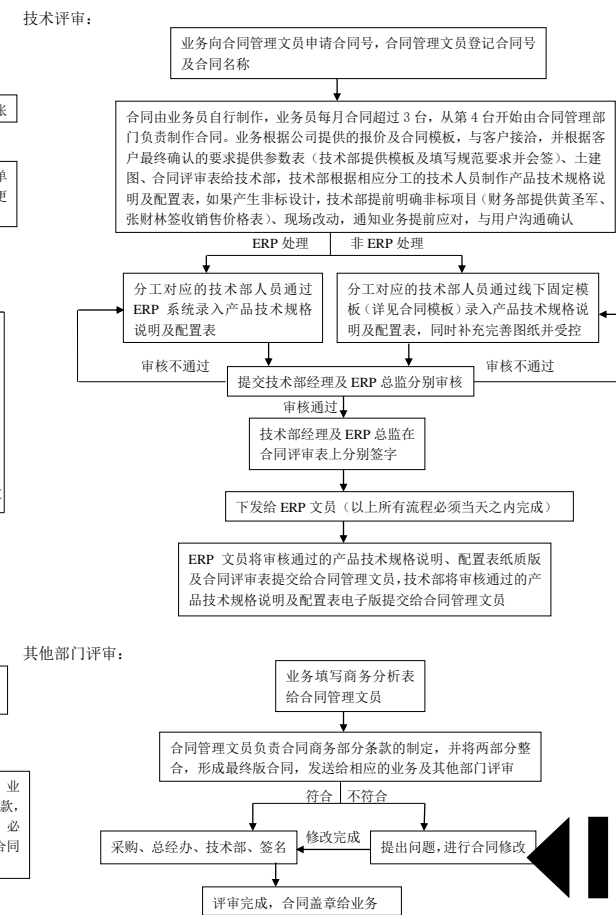 技术评审：
业务向合同管理文员申请合同号，合同管理文员登记合同号
及合同名称
合同由业务员自行制作，业务员每月合同超过 3 台，从第 4 台开始由合同管理部
门负责制作合同。业务根据公司提供的报价及合同模板，与客户接洽，并根据客
户最终确认的要求提供参数表（技术部提供模板及填写规范要求并会签）、土建
图、合同评审表给技术部，技术部根据相应分工的技术人员制作产品技术规格说
明及配置表，如果产生非标设计，技术部提前明确非标项目（财务部提供黄圣军、
张财林签收销售价格表）、现场改动，通知业务提前应对，与用户沟通确认
ERP 处理
非 ERP 处理
分工对应的技术部人员通过
ERP 系统录入产品技术规格
说明及配置表
分工对应的技术部人员通过线下固定模
板（详见合同模板）录入产品技术规格说
明及配置表，同时补充完善图纸并受控
审核不通过
审核不通过
提交技术部经理及 ERP 总监分别审核
审核通过
技术部经理及 ERP 总监在
合同评审表上分别签字
下发给 ERP 文员（以上所有流程必须当天之内完成）
ERP 文员将审核通过的产品技术规格说明、配置表纸质版
及合同评审表提交给合同管理文员，技术部将审核通过的产
品技术规格说明及配置表电子版提交给合同管理文员
其他部门评审：
业务填写商务分析表
给合同管理文员
合同管理文员负责合同商务部分条款的制定，并将两部分整
合，形成最终版合同，发送给相应的业务及其他部门评审
符合
不符合
采购、总经办、技术部、签名
修改完成
提出问题，进行合同修改
评审完成，合同盖章给业务
单
更
业
款，
必
合同